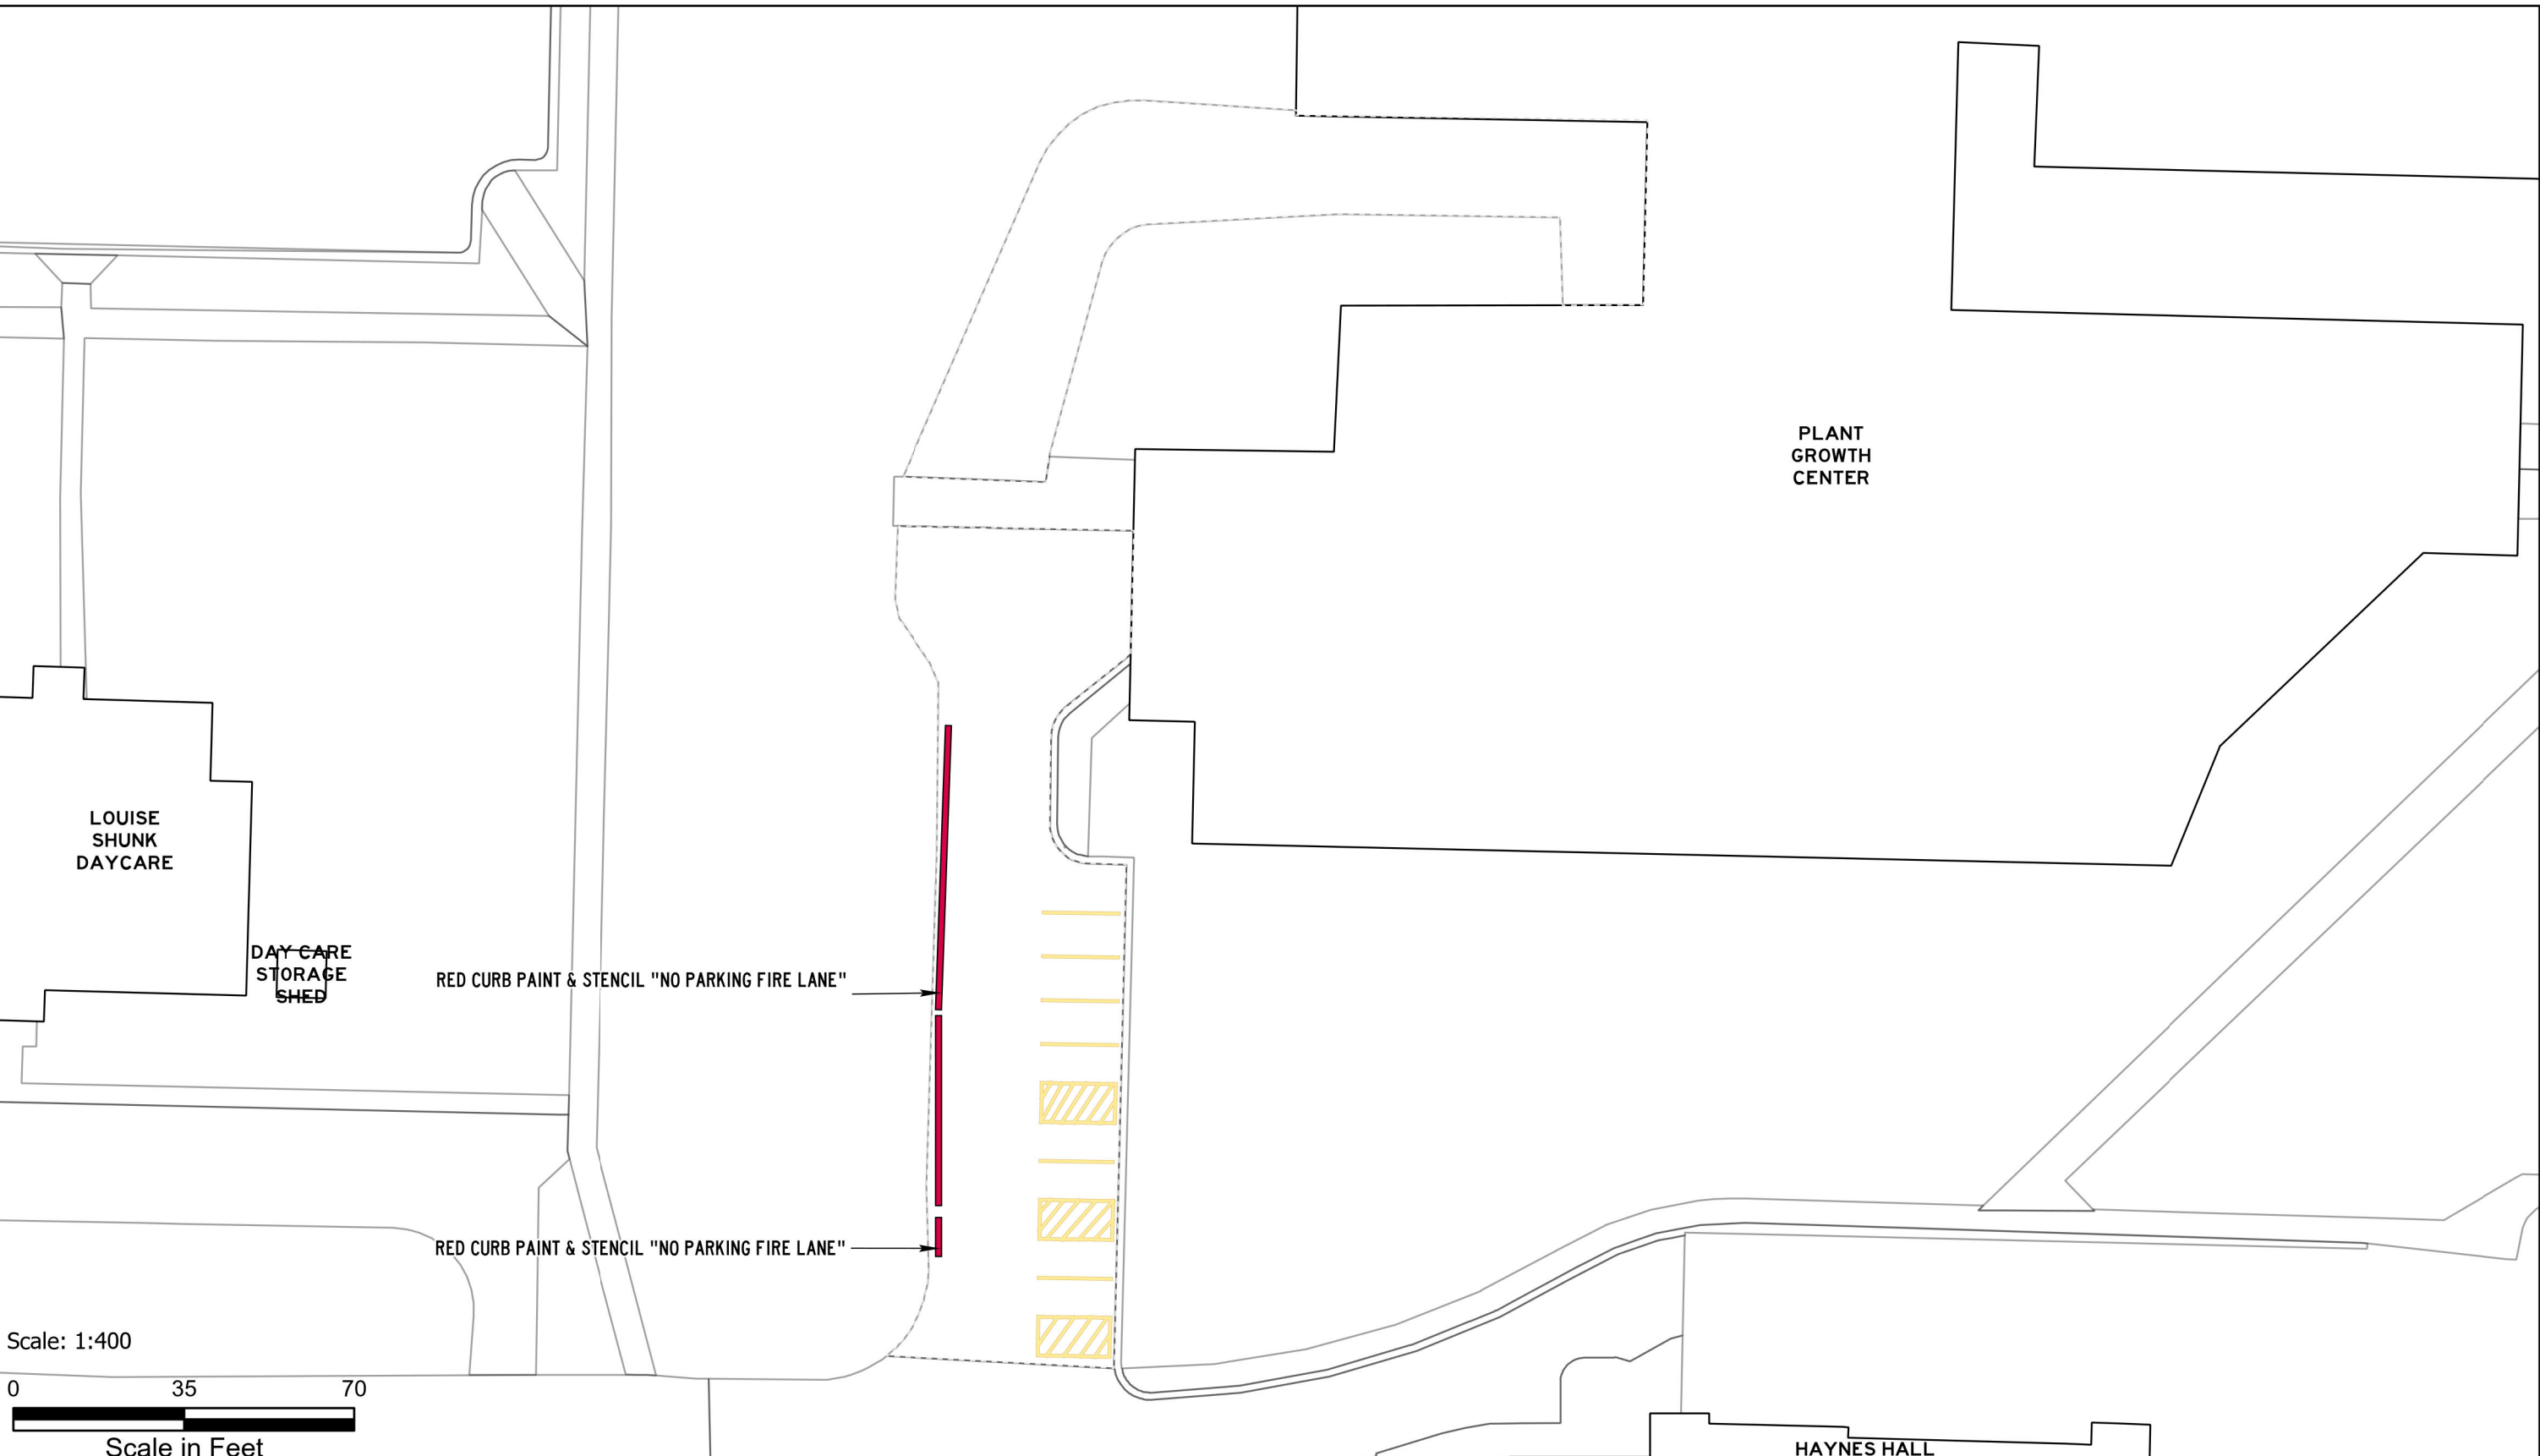 PLANT
GROWTH
CENTER
LOUISE
SHUNK
DAYCARE
DAY CARE
STORAGE
SHED
RED CURB PAINT & STENCIL "NO PARKING FIRE LANE"
RED CURB PAINT & STENCIL "NO PARKING FIRE LANE"
Scale: 1:400
0 35 70
Scale in Feet
HAYNES HALL